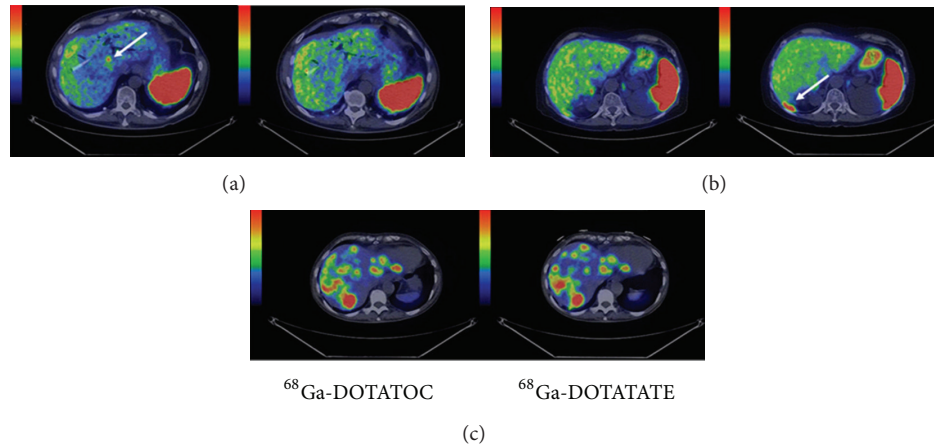 (a)
(b)
⁶⁸Ga-DOTATOC
⁶⁸Ga-DOTATATE
(c)